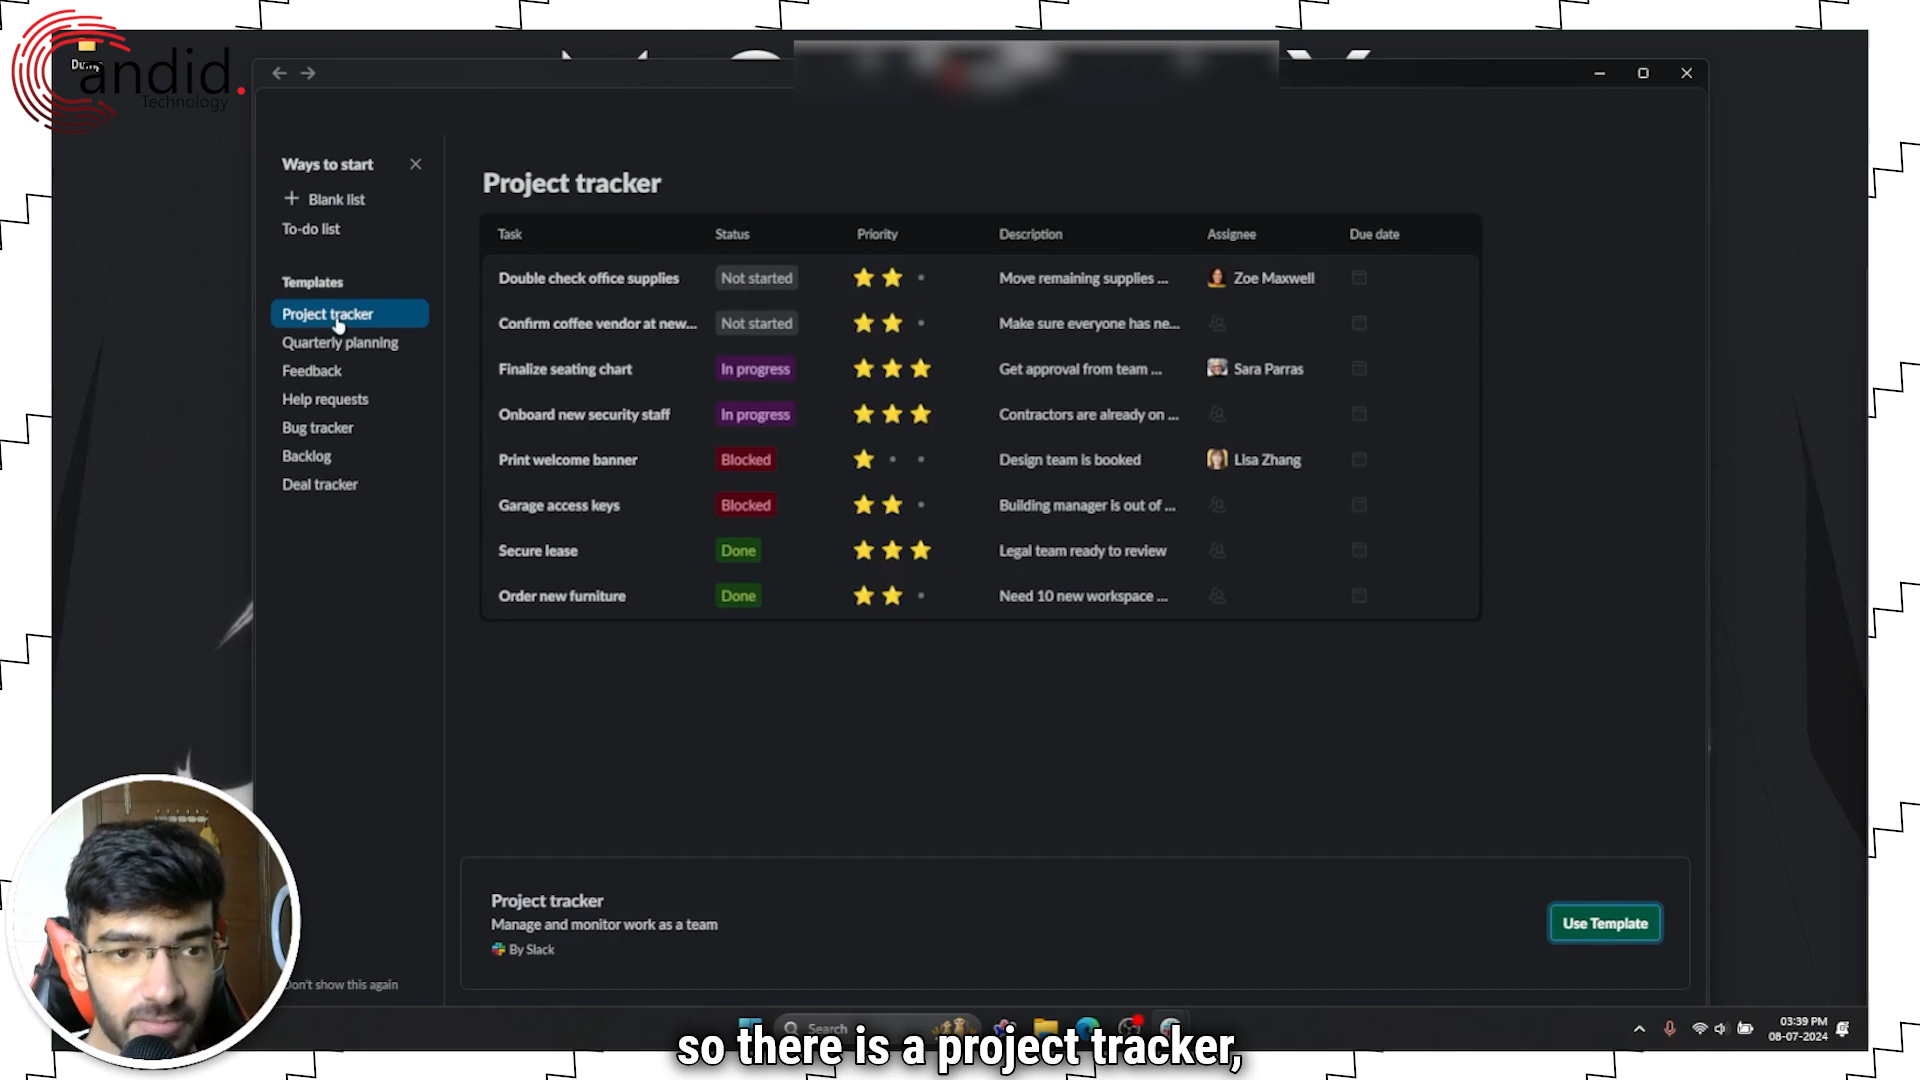 Dump
andid.
Technology
Ways to start
Blank list
To-do list
Templates
Project tracker
Quarterly planning
Feedback
Help requests
Bug tracker
Backlog
Deal tracker
Don't show this again
Project tracker
Task Status Priority Description Assignee Due date
Double check office supplies Not started Move remaining supplies ... Zoe Maxwell
Confirm coffee vendor at new... Not started Make sure everyone has ne...
Finalize seating chart In progress Get approval from team ... Sara Parras
Onboard new security staff In progress Contractors are already on ...
Print welcome banner Blocked Design team is booked Lisa Zhang
Garage access keys Blocked Building manager is out of ...
Secure lease Done Legal team ready to review
Order new furniture Done Need 10 new workspace ...
Project tracker
Manage and monitor work as a team
By Slack
Use Template
Search
03:39 PM
08-07-2024
so there is a project tracker,